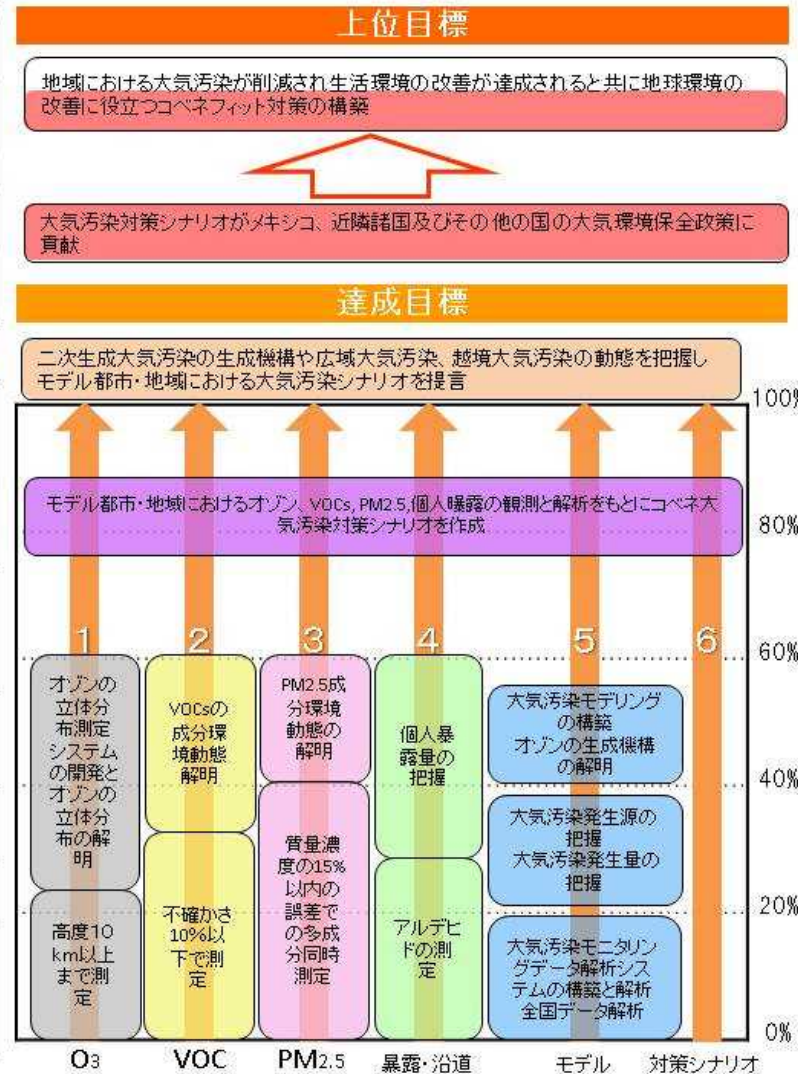 上位目標
地域における大気汚染が削減され生活環境の改善が達成されると共に地球環境の
改善に役立つコベネフィット対策の構築
大気汚染対策シナリオがメキシコ、近隣諸国及びその他の国の大気環境保全政策に
貢献
達成目標
二次生成大気汚染の生成機構や広域大気汚染、越境大気汚染の動態を把握し
モデル都市・地域における大気汚染シナリオを提言
100%
モデル都市・地域におけるオゾン、VOCs, PM2.5,個人曝露の観測と解析をもとにコベネ大
気汚染対策シナリオを作成
80%
1
2
3
4
5
6
60%
オゾンの
立体分
布測定
システム
の開発と
オゾンの
立体分
布の解
明
VOCsの
成分環
境動態
解明
PM2.5成
分環境
動態の
解明
個人暴
露量の
把握
大気汚染モデリング
の構築
オゾンの生成機構
の解明
40%
大気汚染発生源の
把握
大気汚染発生量の
把握
20%
高度10
km以上
まで測
定
不確かさ
10%以
下で測
定
質量濃
度の15%
以内の
誤差で
の多成
分同時
測定
アルデヒ
ドの測
定
大気汚染モニタリン
グデータ解析シス
テムの構築と解析
全国データ解析
0%
O3
VOC
PM2.5
暴露・沿道
モデル
対策シナリオ